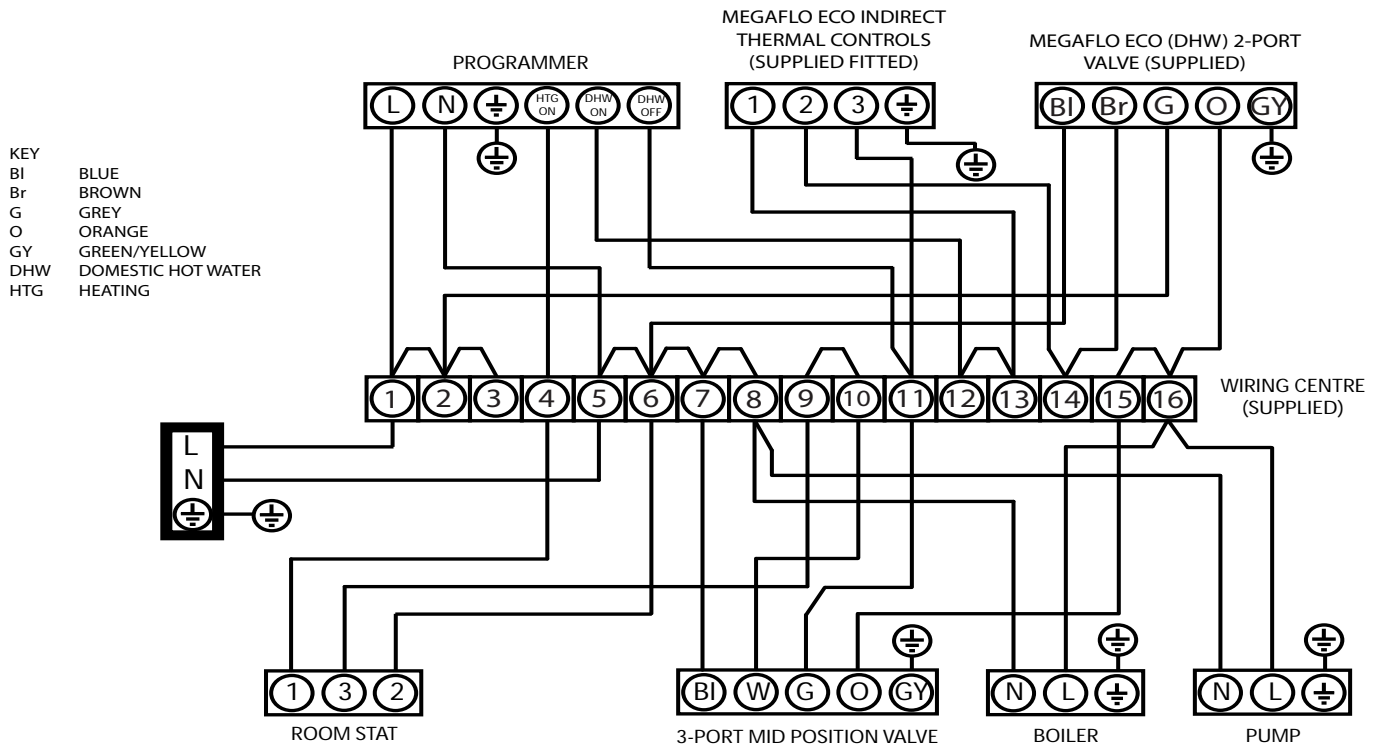 MEGAFLO ECO INDIRECT
THERMAL CONTROLS
(SUPPLIED FITTED)
MEGAFLO ECO (DHW) 2-PORT
VALVE (SUPPLIED)
PROGRAMMER
L N HTG ON DHW ON DHW OFF
1 2 3
Bl Br G O GY
KEY
Bl BLUE
Br BROWN
G GREY
O ORANGE
GY GREEN/YELLOW
DHW DOMESTIC HOT WATER
HTG HEATING
1 2 3 4 5 6 7 8 9 10 11 12 13 14 15 16
WIRING CENTRE
(SUPPLIED)
L
N
1 3 2
ROOM STAT
Bl W G O GY
3-PORT MID POSITION VALVE
N L
BOILER
N L
PUMP